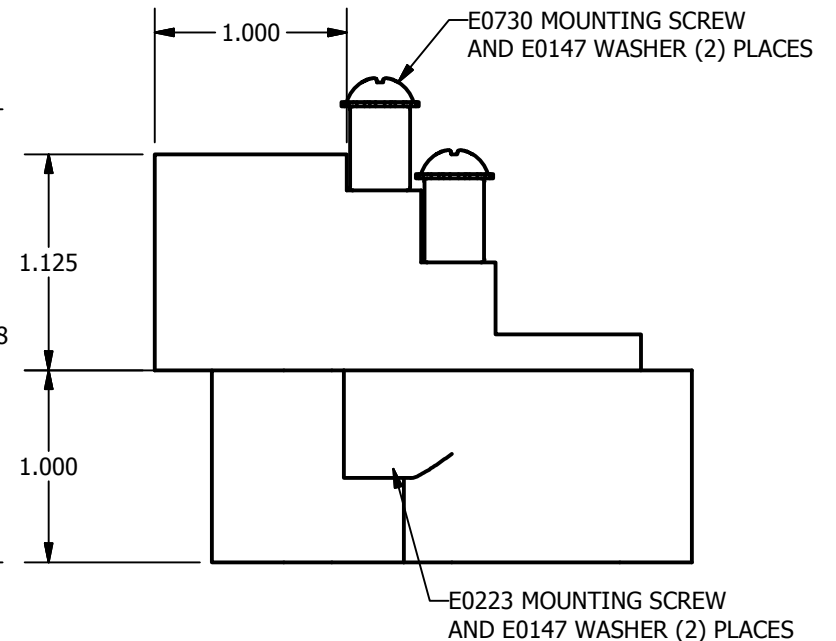 1.000
E0730 MOUNTING SCREW
AND E0147 WASHER (2) PLACES
1.125
8
1.000
E0223 MOUNTING SCREW
AND E0147 WASHER (2) PLACES